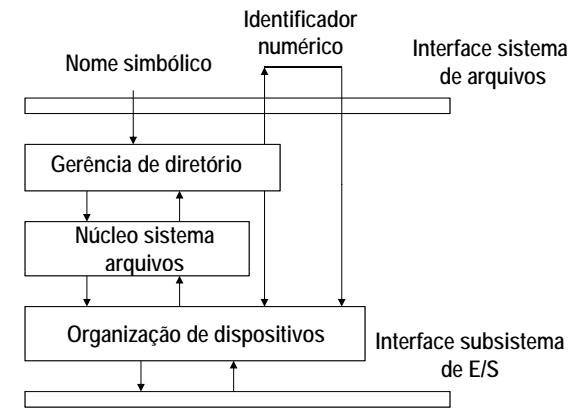 Identificador
numérico
Interface sistema
de arquivos
Nome simbólico
Gerência de diretório
Núcleo sistema
arquivos
Organização de dispositivos
Interface subsistema
de E/S